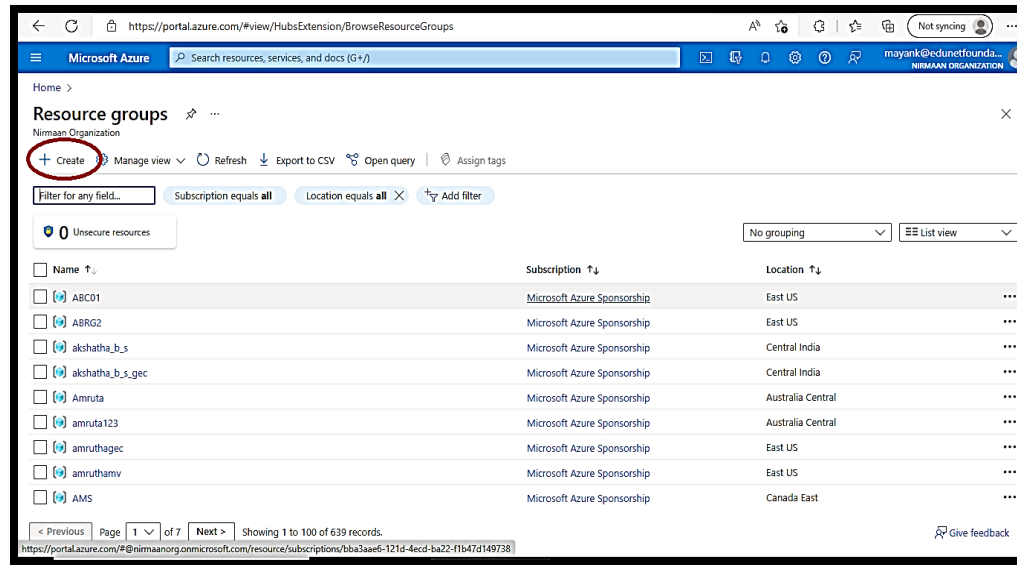 https://portal.azure.com/#view/HubsExtension/BrowseResourceGroups
Not syncing
Microsoft Azure
Search resources, services, and docs (G+/)
mayank@edunetfounda...
NIRMAAN ORGANIZATION
Home >
Resource groups
Nirmaan Organization
+ Create Manage view Refresh Export to CSV Open query Assign tags
Filter for any field... Subscription equals all Location equals all Add filter
0 Unsecure resources
No grouping List view
Name Subscription Location
ABC01 Microsoft Azure Sponsorship East US
ABRG2 Microsoft Azure Sponsorship East US
akshatha_b_s Microsoft Azure Sponsorship Central India
akshatha_b_s_gec Microsoft Azure Sponsorship Central India
Amruta Microsoft Azure Sponsorship Australia Central
amruta123 Microsoft Azure Sponsorship Australia Central
amruthagec Microsoft Azure Sponsorship East US
amruthamv Microsoft Azure Sponsorship East US
AMS Microsoft Azure Sponsorship Canada East
< Previous Page 1 of 7 Next > Showing 1 to 100 of 639 records. Give feedback
https://portal.azure.com/#@nirmaanorg.onmicrosoft.com/resource/subscriptions/bba3aae6-121d-4ecd-ba22-f1b47d149738